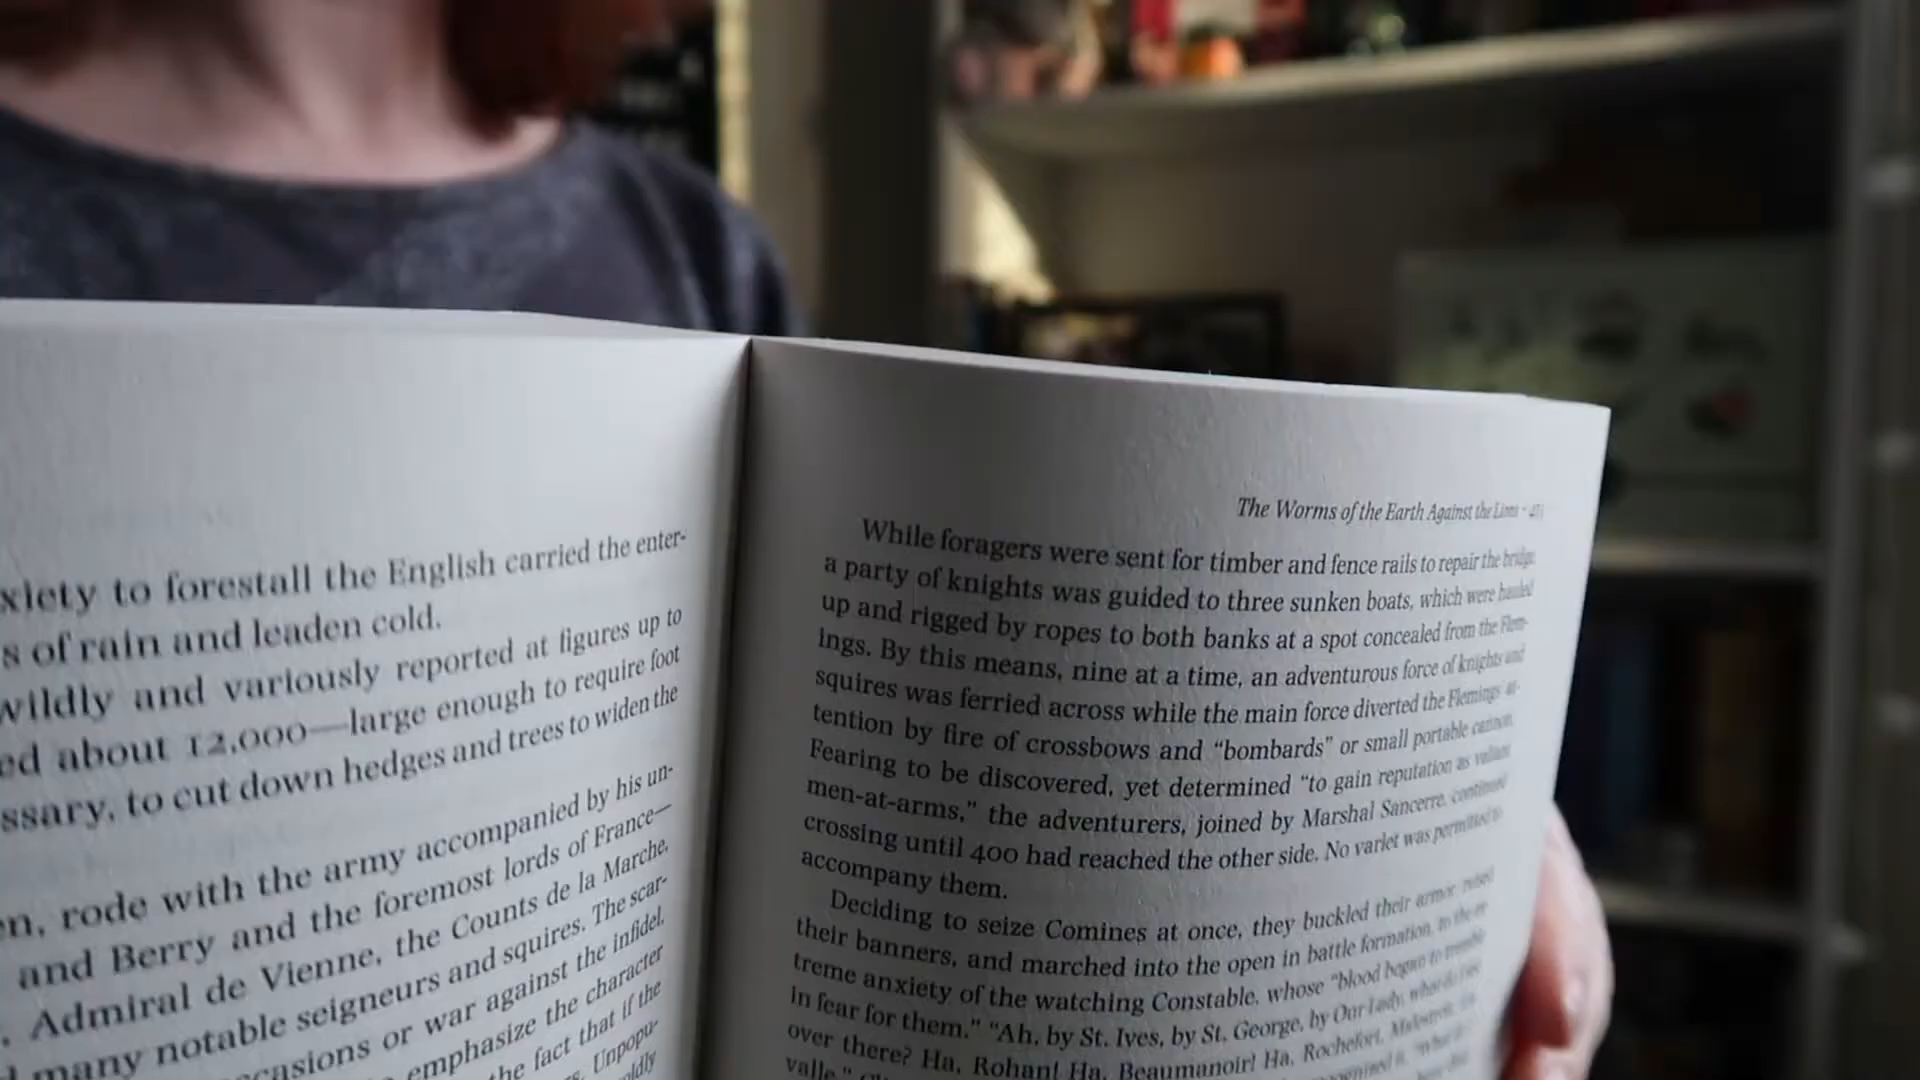 xiety to forestall the English carried the enter-
s of rain and leaden cold.
wildly and variously reported at figures up to
ed about 12,000—large enough to require foot
ssary, to cut down hedges and trees to widen the
en, rode with the army accompanied by his un-
and Berry and the foremost lords of France—
. Admiral de Vienne, the Counts de la Marche,
many notable seigneurs and squires. The scar-
casions or war against the infidel,
emphasize the character
he fact that if the
s. Unpopu-
oldly
The Worms of the Earth Against the Lions
While foragers were sent for timber and fence rails to repair the bridge,
a party of knights was guided to three sunken boats, which were hauled
up and rigged by ropes to both banks at a spot concealed from the Flem-
ings. By this means, nine at a time, an adventurous force of knights and
squires was ferried across while the main force diverted the Flemings' at-
tention by fire of crossbows and “bombards” or small portable cannon.
Fearing to be discovered, yet determined “to gain reputation as valiant
men-at-arms,” the adventurers, joined by Marshal Sancerre, continued
crossing until 400 had reached the other side. No varlet was permitted to
accompany them.
Deciding to seize Comines at once, they buckled their armor, raised
their banners, and marched into the open in battle formation, to the ex-
treme anxiety of the watching Constable, whose “blood began to tremble
in fear for them.” “Ah, by St. Ives, by St. George, by Our Lady, what do I see
over there? Ha, Rohan! Ha, Beaumanoir! Ha, Rochefort, Malestroit,
valle,”